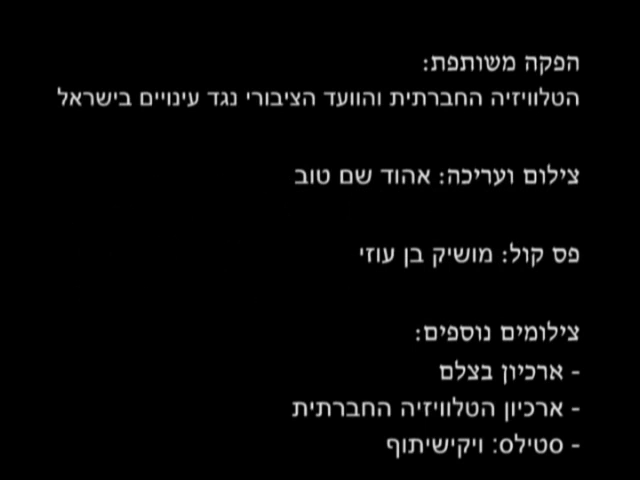 הפקה משותפת:
הטלוויזיה החברתית והוועד הציבורי נגד עינויים בישראל
צילום ועריכה: אהוד שם טוב
פס קול: מושיק בן עוזי
צילומים נוספים:
- ארכיון בצלם
- ארכיון הטלוויזיה החברתית
- סטילס: ויקישיתוף